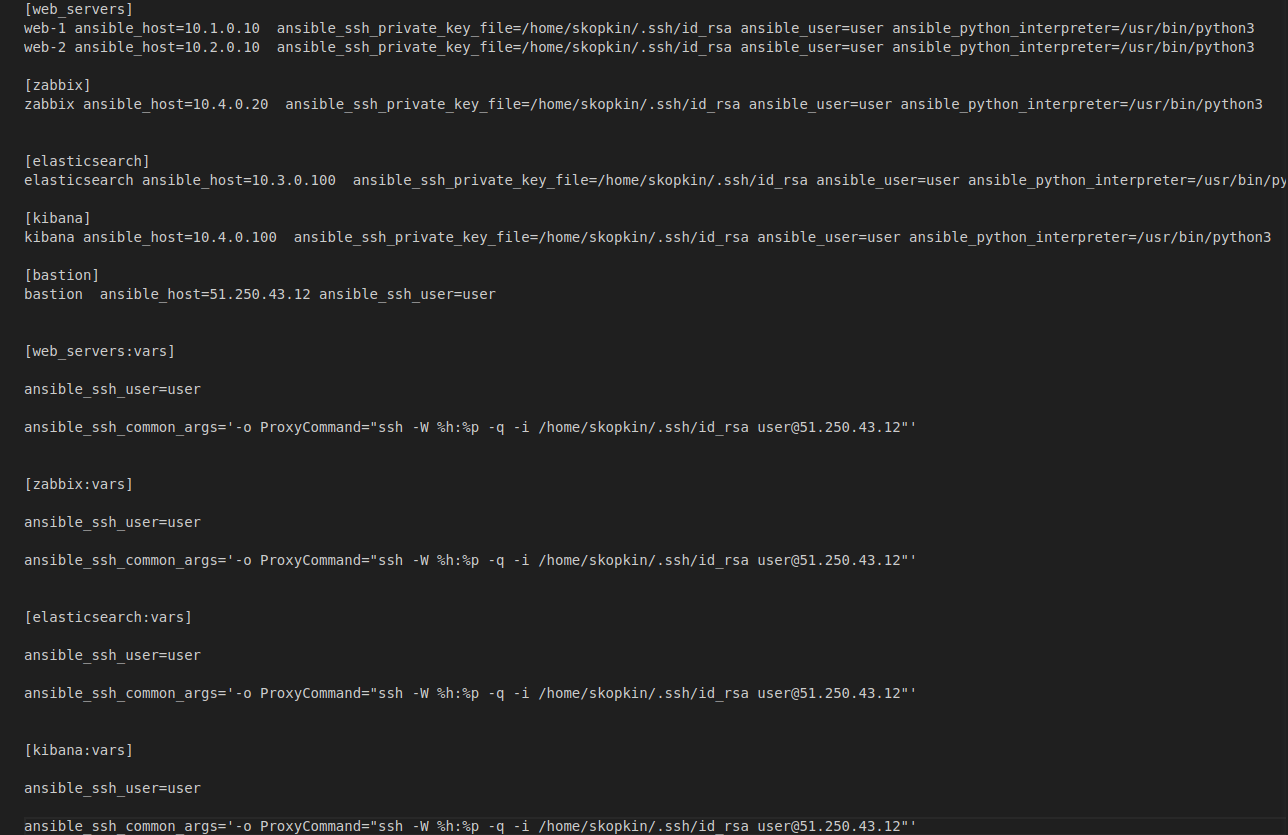 [web_servers]
web-1 ansible_host=10.1.0.10  ansible_ssh_private_key_file=/home/skopkin/.ssh/id_rsa ansible_user=user ansible_python_interpreter=/usr/bin/python3
web-2 ansible_host=10.2.0.10  ansible_ssh_private_key_file=/home/skopkin/.ssh/id_rsa ansible_user=user ansible_python_interpreter=/usr/bin/python3
[zabbix]
zabbix ansible_host=10.4.0.20  ansible_ssh_private_key_file=/home/skopkin/.ssh/id_rsa ansible_user=user ansible_python_interpreter=/usr/bin/python3
[elasticsearch]
elasticsearch ansible_host=10.3.0.100  ansible_ssh_private_key_file=/home/skopkin/.ssh/id_rsa ansible_user=user ansible_python_interpreter=/usr/bin/py
[kibana]
kibana ansible_host=10.4.0.100  ansible_ssh_private_key_file=/home/skopkin/.ssh/id_rsa ansible_user=user ansible_python_interpreter=/usr/bin/python3
[bastion]
bastion  ansible_host=51.250.43.12 ansible_ssh_user=user
[web_servers:vars]
ansible_ssh_user=user
ansible_ssh_common_args='-o ProxyCommand="ssh -W %h:%p -q -i /home/skopkin/.ssh/id_rsa user@51.250.43.12"'
[zabbix:vars]
ansible_ssh_user=user
ansible_ssh_common_args='-o ProxyCommand="ssh -W %h:%p -q -i /home/skopkin/.ssh/id_rsa user@51.250.43.12"'
[elasticsearch:vars]
ansible_ssh_user=user
ansible_ssh_common_args='-o ProxyCommand="ssh -W %h:%p -q -i /home/skopkin/.ssh/id_rsa user@51.250.43.12"'
[kibana:vars]
ansible_ssh_user=user
ansible_ssh_common_args='-o ProxyCommand="ssh -W %h:%p -q -i /home/skopkin/.ssh/id_rsa user@51.250.43.12"'